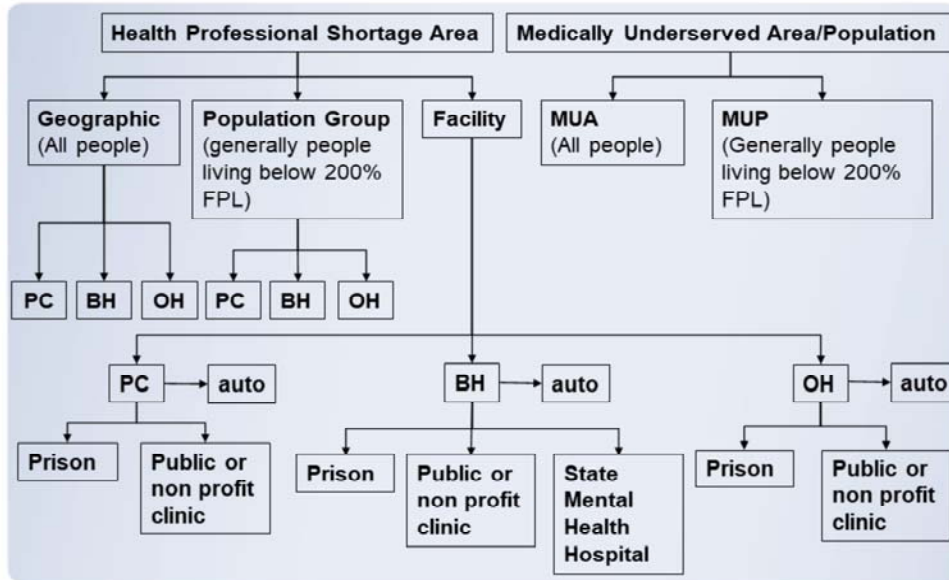 Health Professional Shortage Area
Medically Underserved Area/Population
Geographic
(All people)
Population Group
(generally people
living below 200%
FPL)
Facility
MUA
(All people)
MUP
(Generally people
living below 200%
FPL)
PC
BH
OH
PC
BH
OH
PC
auto
BH
auto
OH
auto
Prison
Public or
non profit
clinic
Prison
Public or
non profit
clinic
State
Mental
Health
Hospital
Prison
Public or
non profit
clinic